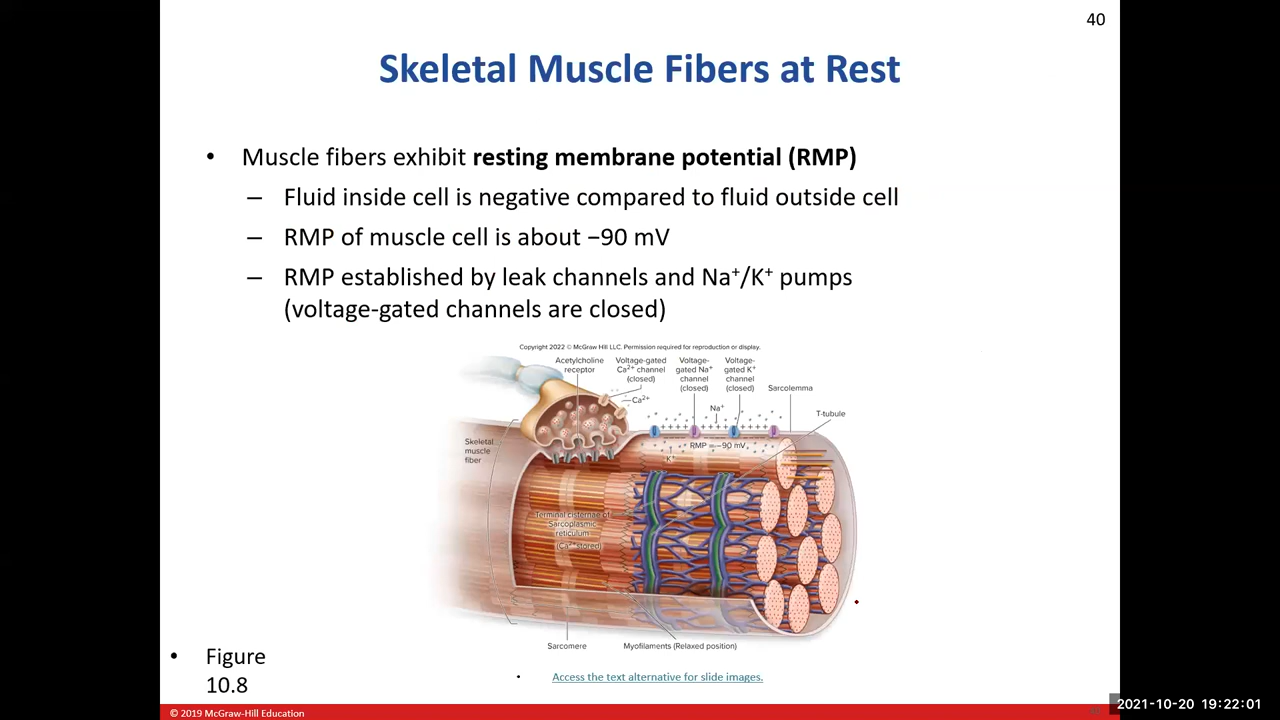 40
Skeletal Muscle Fibers at Rest
• Muscle fibers exhibit resting membrane potential (RMP)
– Fluid inside cell is negative compared to fluid outside cell
– RMP of muscle cell is about −90 mV
– RMP established by leak channels and Na⁺/K⁺ pumps
(voltage-gated channels are closed)
Copyright 2022 © McGraw Hill LLC. Permission required for reproduction or display.
Acetylcholine
receptor
Voltage-gated
Ca²⁺ channel
(closed)
Voltage-
gated Na⁺
channel
(closed)
Voltage-
gated K⁺
channel
(closed)
Sarcolemma
Ca²⁺
Na⁺
T-tubule
Skeletal
muscle
fiber
RMP = −90 mV
K⁺
Terminal cisternae of
Sarcoplasmic
reticulum
(Ca²⁺ stored)
Sarcomere
Myofilaments (Relaxed position)
• Figure
10.8
• Access the text alternative for slide images.
© 2019 McGraw-Hill Education
2021-10-20 19:22:01